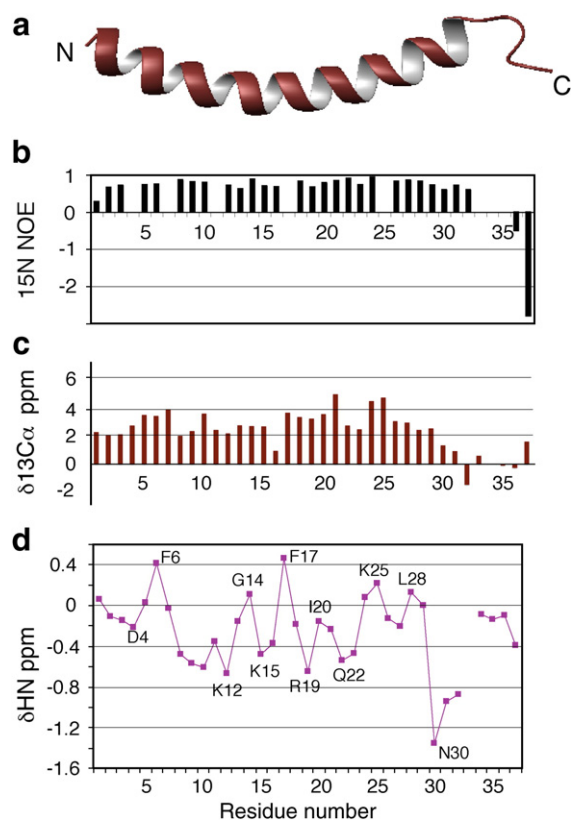 a
N
C
b
15N NOE
1
0
-1
-2
5 10 15 20 25 30 35
c
δ13Cα ppm
6
4
2
0
-2
5 10 15 20 25 30 35
d
δHN ppm
0.4
0
-0.4
-0.8
-1.2
-1.6
F6
F17
G14
K25
L28
I20
D4
K15
K12
R19
Q22
N30
5 10 15 20 25 30 35
Residue number